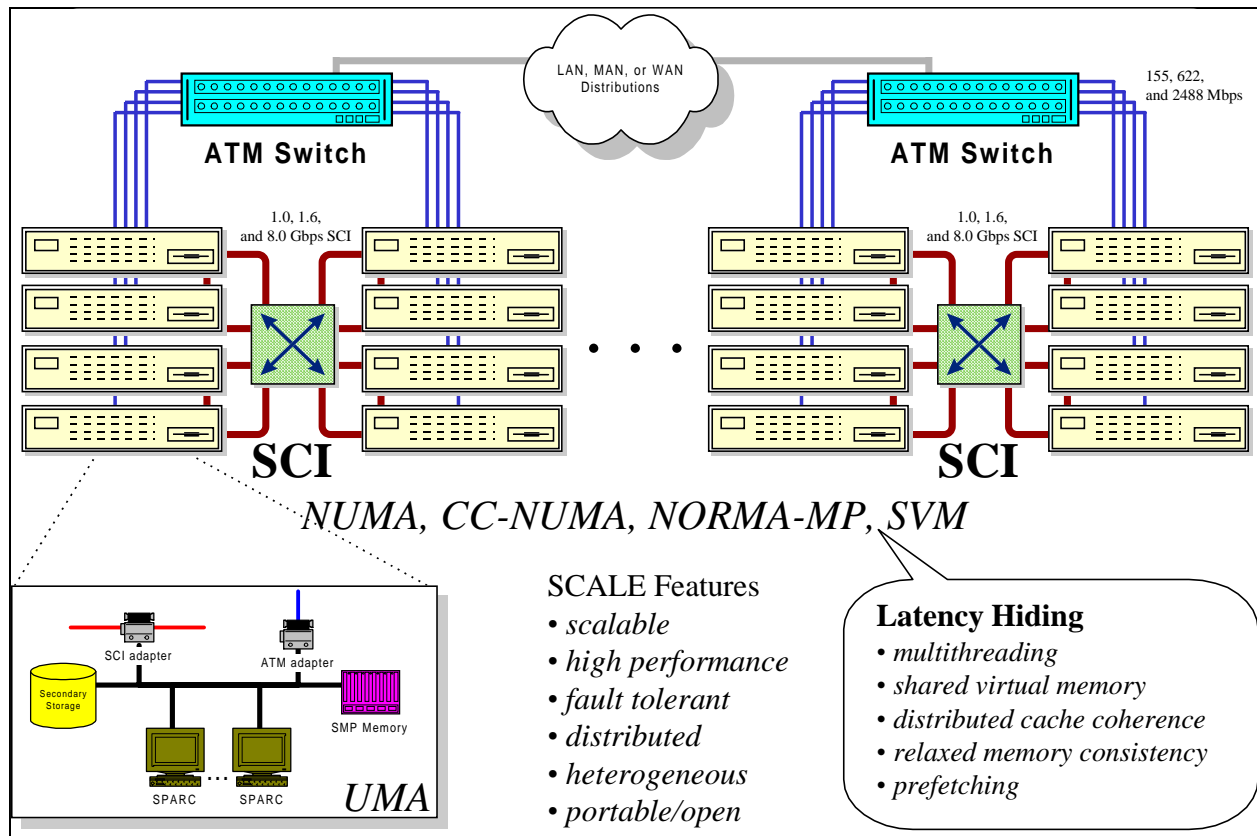 LAN, MAN, or WAN
Distributions
155, 622,
and 2488 Mbps
ATM Switch
ATM Switch
1.0, 1.6,
and 8.0 Gbps SCI
1.0, 1.6,
and 8.0 Gbps SCI
• • •
SCI
SCI
NUMA, CC-NUMA, NORMA-MP, SVM
SCI adapter
ATM adapter
Secondary
Storage
SMP Memory
...
SPARC
SPARC
UMA
SCALE Features
• scalable
• high performance
• fault tolerant
• distributed
• heterogeneous
• portable/open
Latency Hiding
• multithreading
• shared virtual memory
• distributed cache coherence
• relaxed memory consistency
• prefetching